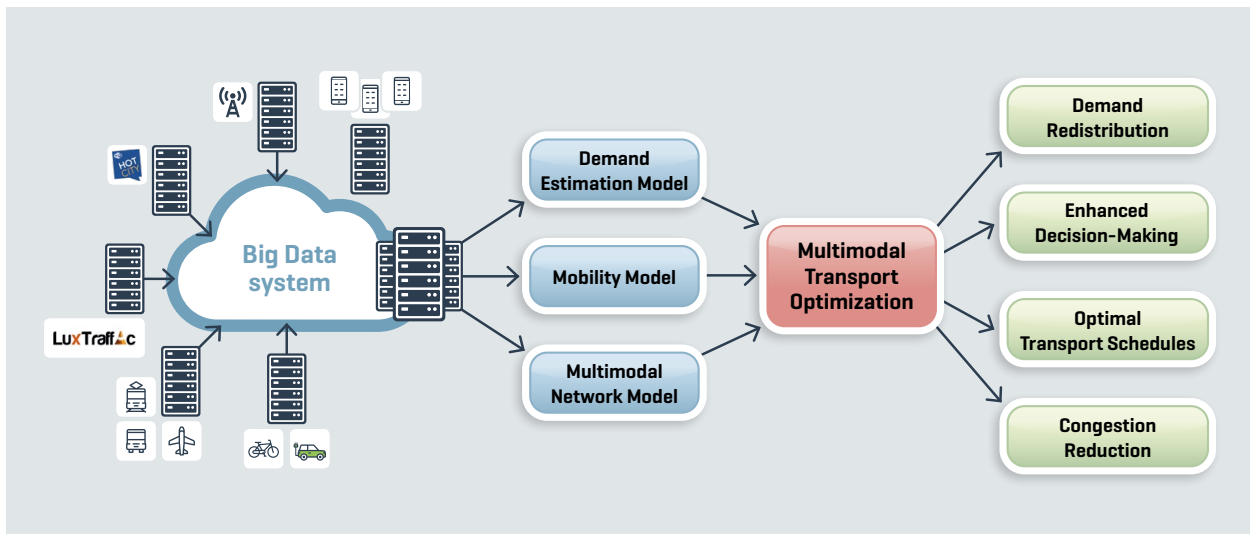 HOT
CITY
LuxTraffic
Big Data
system
Demand
Estimation Model
Mobility Model
Multimodal
Network Model
Multimodal
Transport
Optimization
Demand
Redistribution
Enhanced
Decision-Making
Optimal
Transport Schedules
Congestion
Reduction